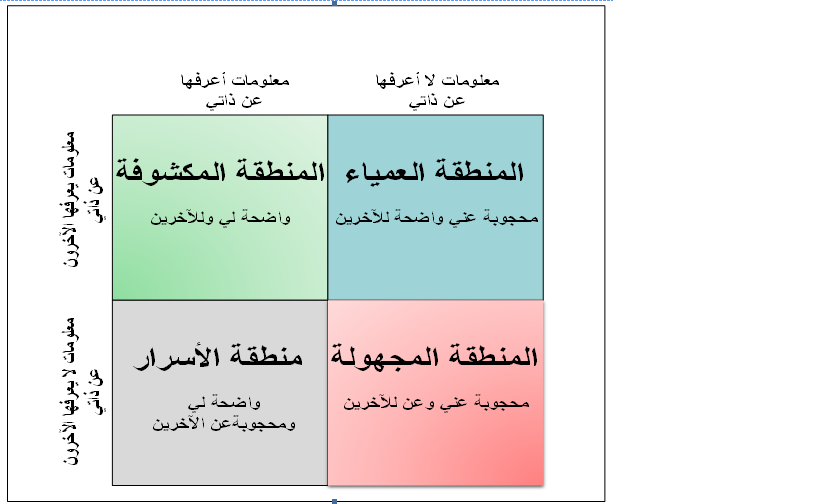 معلومات أعرفها
عن ذاتي
معلومات لا أعرفها
عن ذاتي
معلومات يعرفها الآخرون
عن ذاتي
المنطقة المكشوفة
واضحة لي وللآخرين
المنطقة العمياء
محجوبة عني واضحة للآخرين
معلومات لا يعرفها الآخرون
عن ذاتي
منطقة الأسرار
واضحة لي
ومحجوبةعن الآخرين
المنطقة المجهولة
محجوبة عني وعن للآخرين